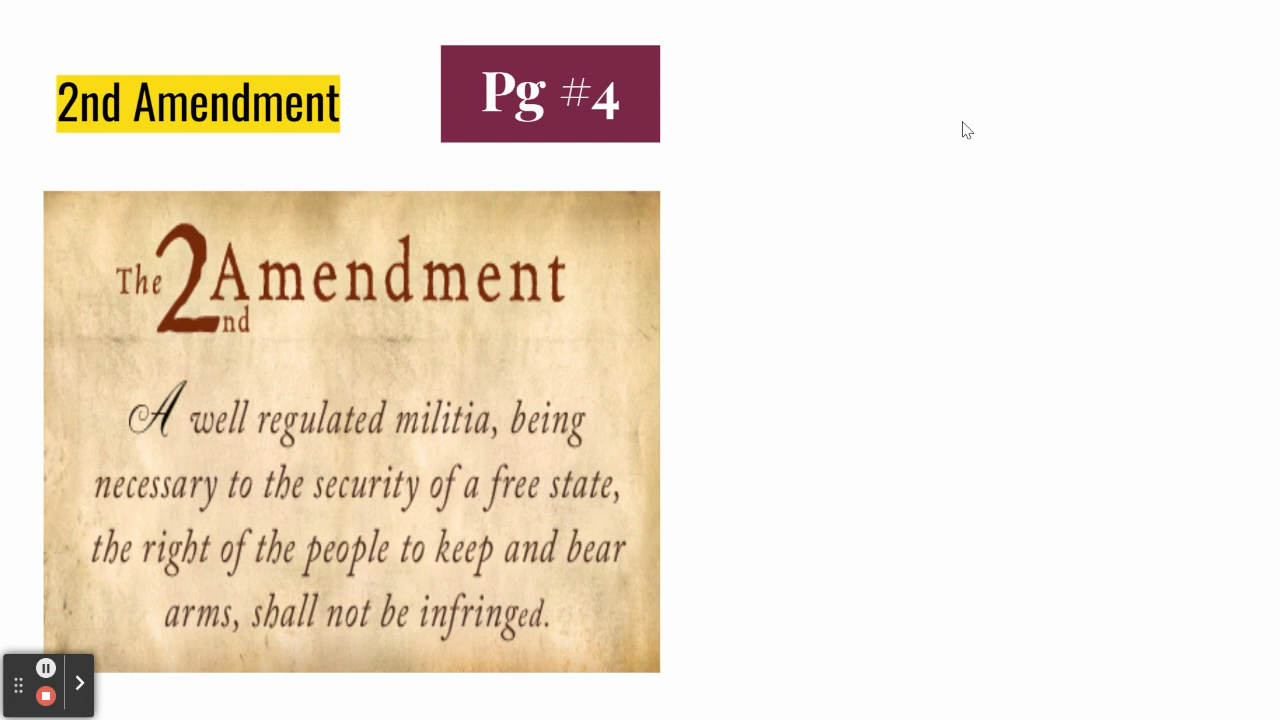 2nd Amendment
Pg #4
The 2nd Amendment
A well regulated militia, being
necessary to the security of a free state,
the right of the people to keep and bear
arms, shall not be infringed.